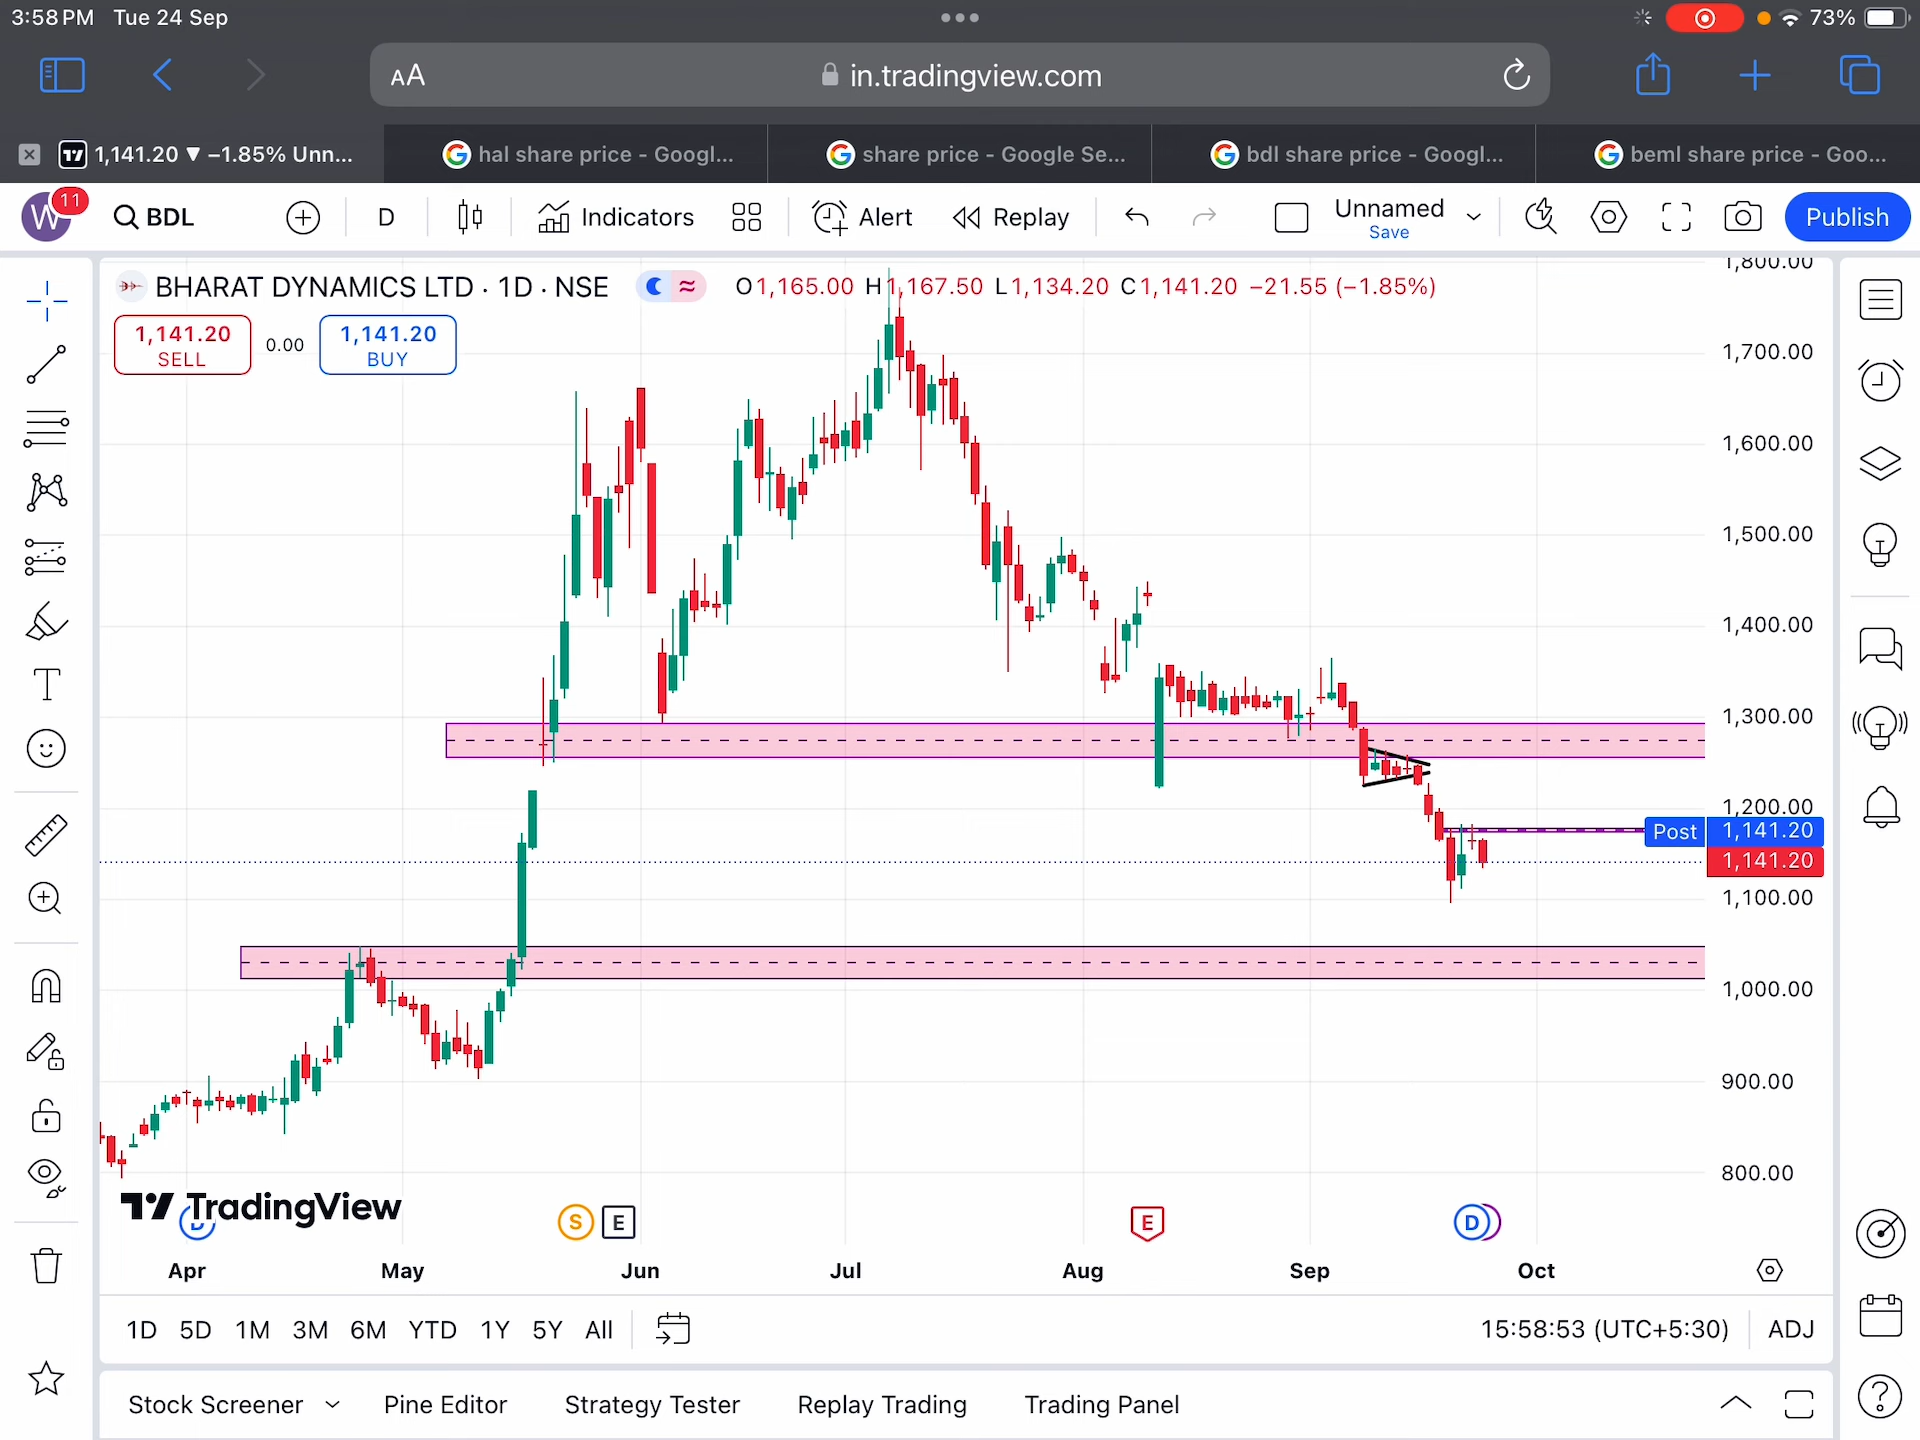 3:58 PM Tue 24 Sep
73%
AA
in.tradingview.com
1,141.20 ▼ −1.85% Unn...
hal share price - Googl...
share price - Google Se...
bdl share price - Googl...
beml share price - Goo...
W
11
BDL
D
Indicators
Alert
Replay
Unnamed
Save
Publish
BHARAT DYNAMICS LTD · 1D · NSE
O1,165.00 H1,167.50 L1,134.20 C1,141.20 −21.55 (−1.85%)
1,141.20
SELL
0.00
1,141.20
BUY
1,800.00
1,700.00
1,600.00
1,500.00
1,400.00
1,300.00
1,200.00
Post 1,141.20
1,141.20
1,100.00
1,000.00
900.00
800.00
TradingView
D
S
E
E
D
Apr May Jun Jul Aug Sep Oct
1D 5D 1M 3M 6M YTD 1Y 5Y All
15:58:53 (UTC+5:30)
ADJ
Stock Screener
Pine Editor
Strategy Tester
Replay Trading
Trading Panel